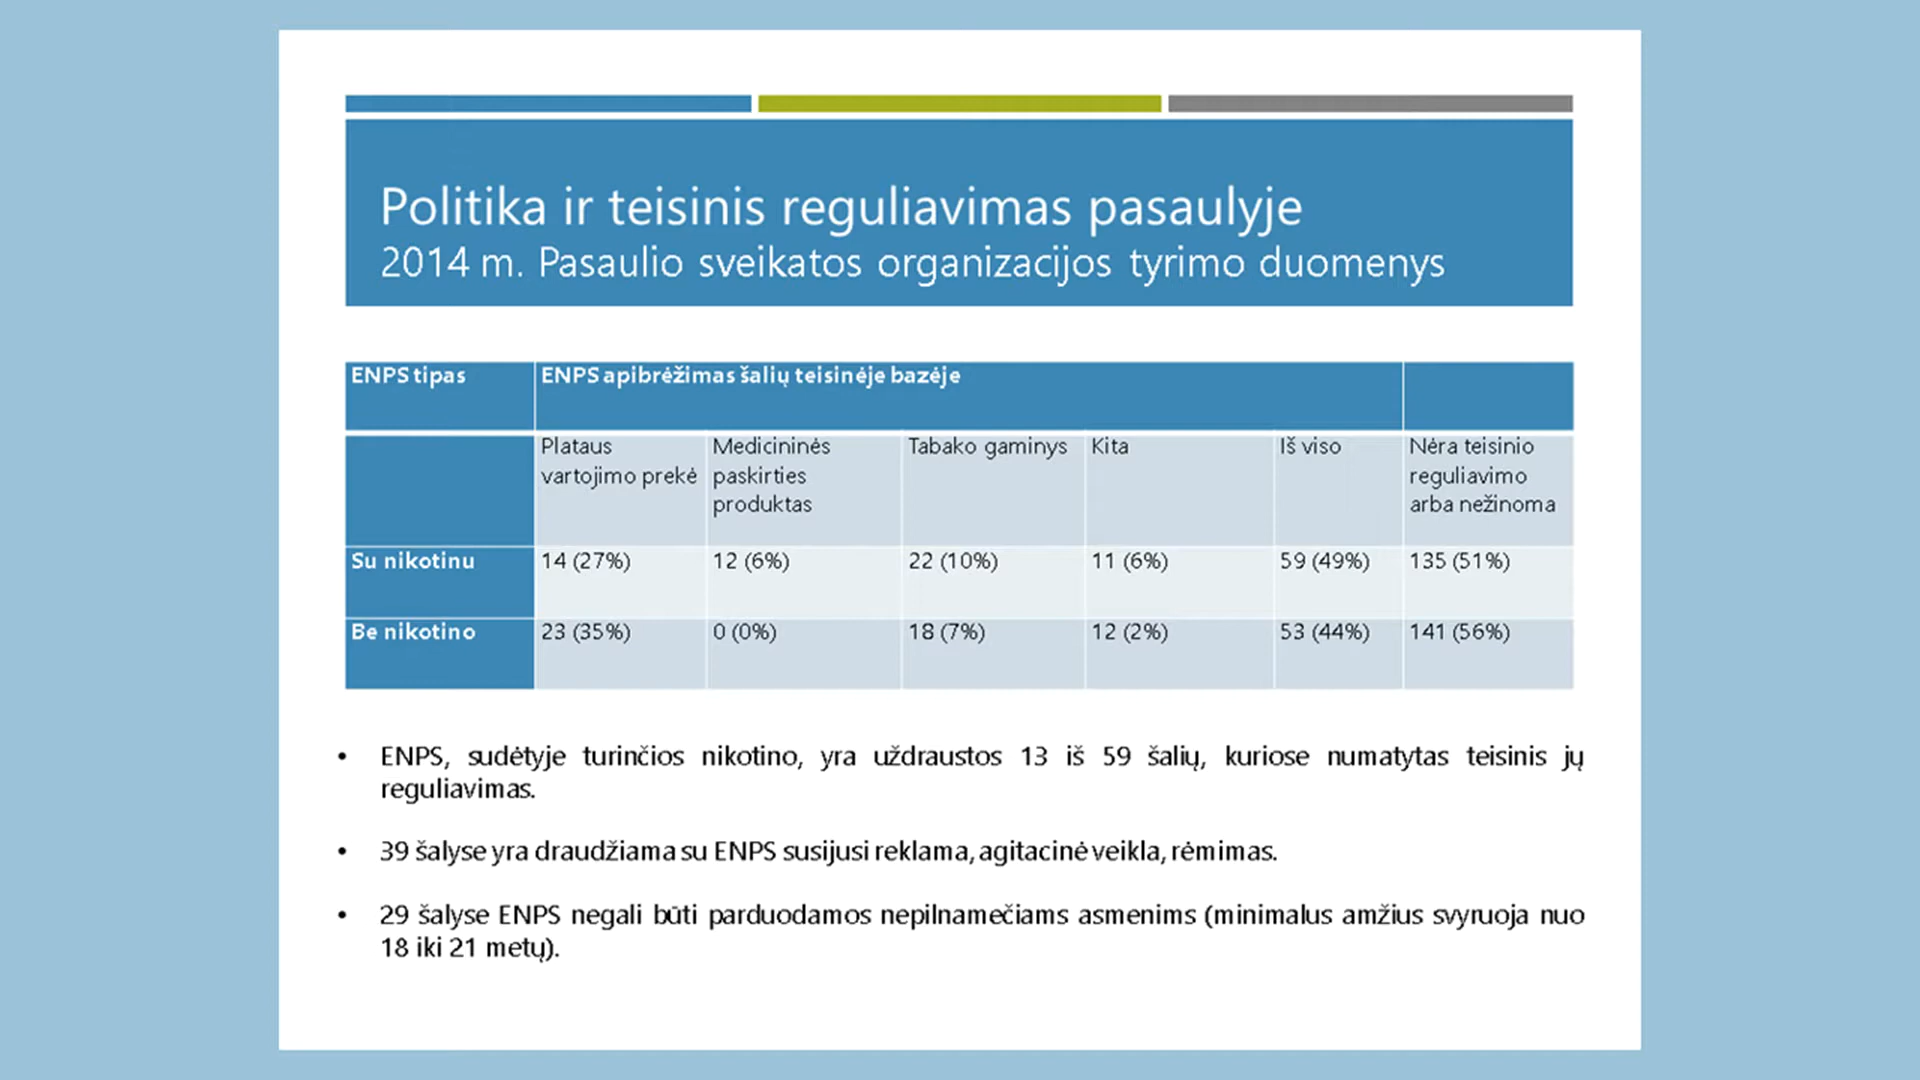 Politika ir teisinis reguliavimas pasaulyje
2014 m. Pasaulio sveikatos organizacijos tyrimo duomenys
ENPS tipas
ENPS apibrėžimas šalių teisinėje bazėje
Plataus
vartojimo prekė
Medicininės
paskirties
produktas
Tabako gaminys
Kita
Iš viso
Nėra teisinio
reguliavimo
arba nežinoma
Su nikotinu 14 (27%) 12 (6%) 22 (10%) 11 (6%) 59 (49%) 135 (51%)
Be nikotino 23 (35%) 0 (0%) 18 (7%) 12 (2%) 53 (44%) 141 (56%)
• ENPS, sudėtyje turinčios nikotino, yra uždraustos 13 iš 59 šalių, kuriose numatytas teisinis jų
reguliavimas.
• 39 šalyse yra draudžiama su ENPS susijusi reklama, agitacinė veikla, rėmimas.
• 29 šalyse ENPS negali būti parduodamos nepilnamečiams asmenims (minimalus amžius svyruoja nuo
18 iki 21 metų).